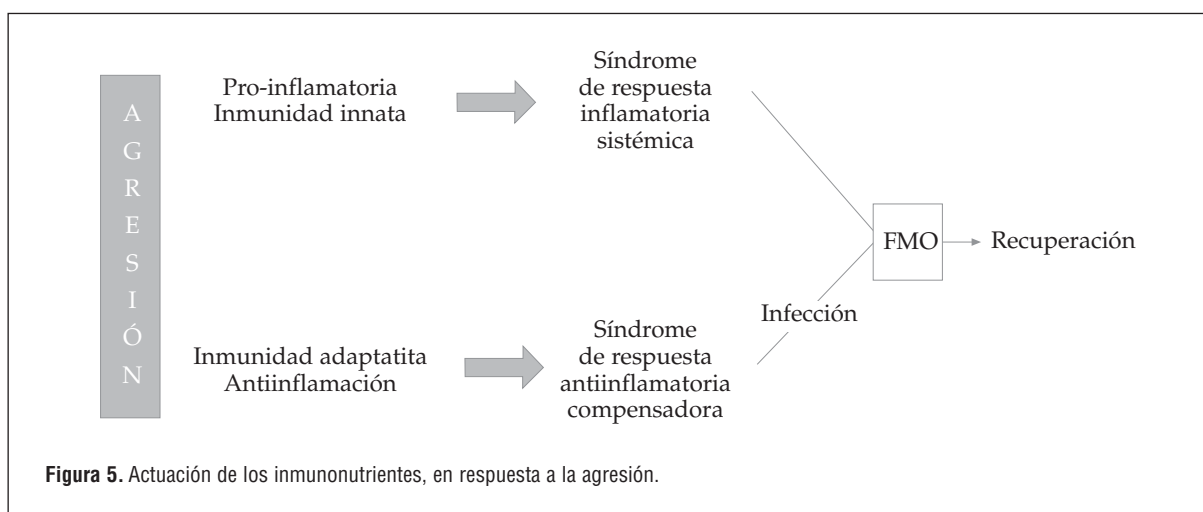 AGRESIÓN
Pro-inflamatoria
Inmunidad innata
Síndrome
de respuesta
inflamatoria
sistémica
FMO
Recuperación
Infección
Inmunidad adaptatita
Antiinflamación
Síndrome
de respuesta
antiinflamatoria
compensadora
Figura 5. Actuación de los inmunonutrientes, en respuesta a la agresión.